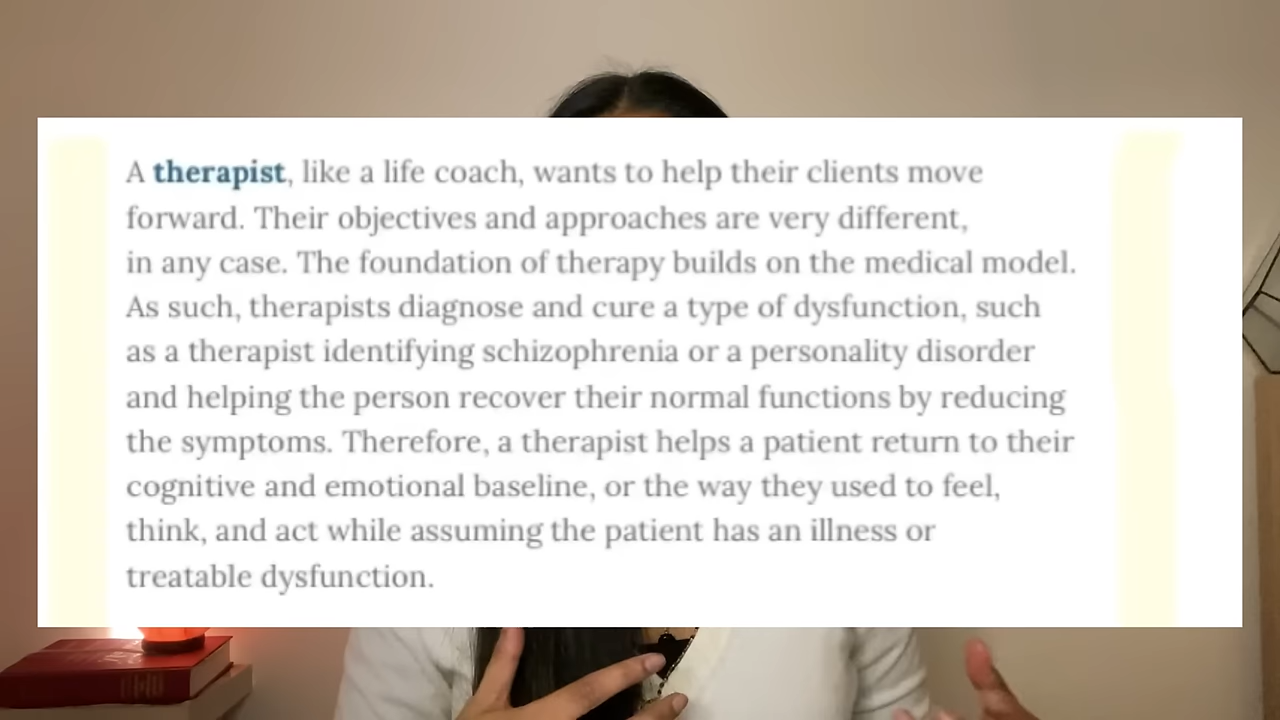 A therapist, like a life coach, wants to help their clients move
forward. Their objectives and approaches are very different,
in any case. The foundation of therapy builds on the medical model.
As such, therapists diagnose and cure a type of dysfunction, such
as a therapist identifying schizophrenia or a personality disorder
and helping the person recover their normal functions by reducing
the symptoms. Therefore, a therapist helps a patient return to their
cognitive and emotional baseline, or the way they used to feel,
think, and act while assuming the patient has an illness or
treatable dysfunction.